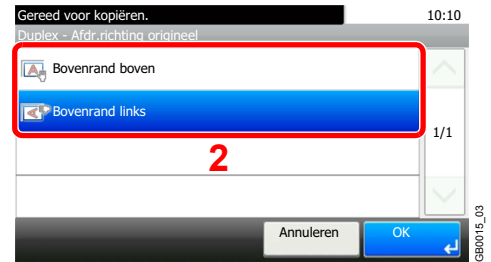 Gereed voor kopiëren.
10:10
Duplex - Afdr.richting origineel
Bovenrand boven
Bovenrand links
1/1
2
Annuleren
OK
GB0015_03